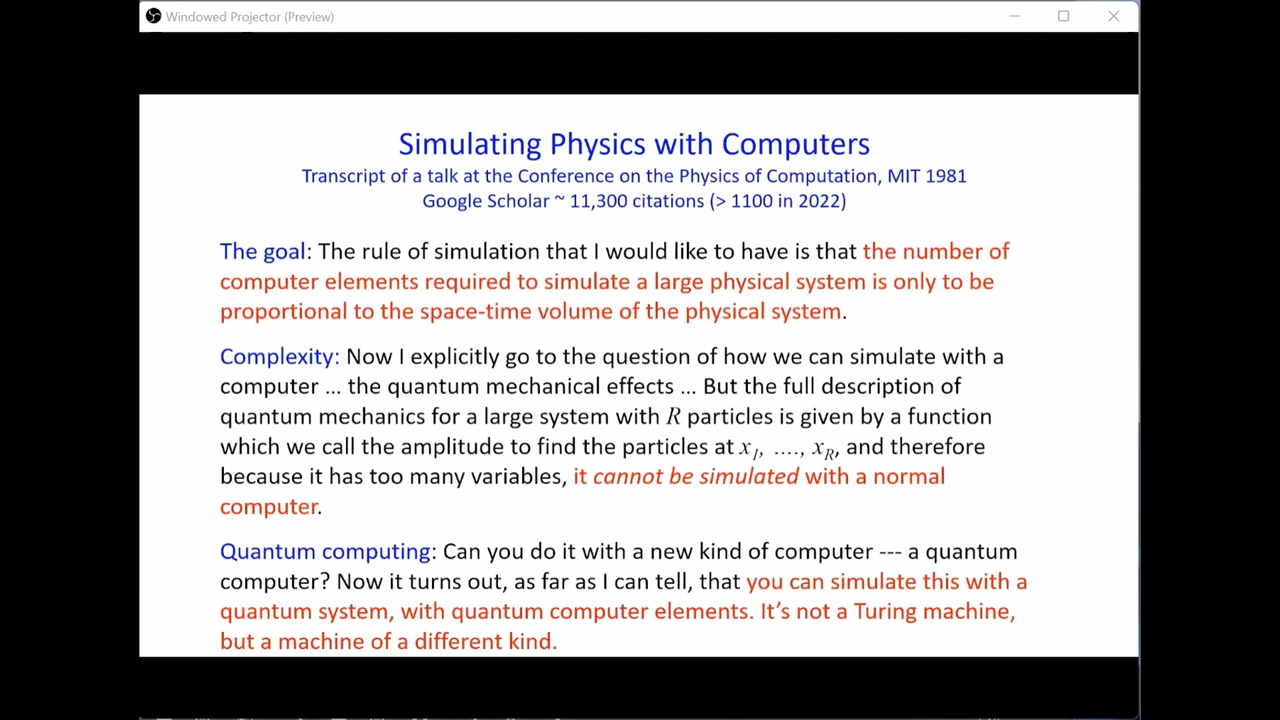 Windowed Projector (Preview)
Simulating Physics with Computers
Transcript of a talk at the Conference on the Physics of Computation, MIT 1981
Google Scholar ~ 11,300 citations (> 1100 in 2022)
The goal: The rule of simulation that I would like to have is that the number of
computer elements required to simulate a large physical system is only to be
proportional to the space-time volume of the physical system.
Complexity: Now I explicitly go to the question of how we can simulate with a
computer ... the quantum mechanical effects ... But the full description of
quantum mechanics for a large system with R particles is given by a function
which we call the amplitude to find the particles at x₁, ...., x_R, and therefore
because it has too many variables, it cannot be simulated with a normal
computer.
Quantum computing: Can you do it with a new kind of computer --- a quantum
computer? Now it turns out, as far as I can tell, that you can simulate this with a
quantum system, with quantum computer elements. It's not a Turing machine,
but a machine of a different kind.